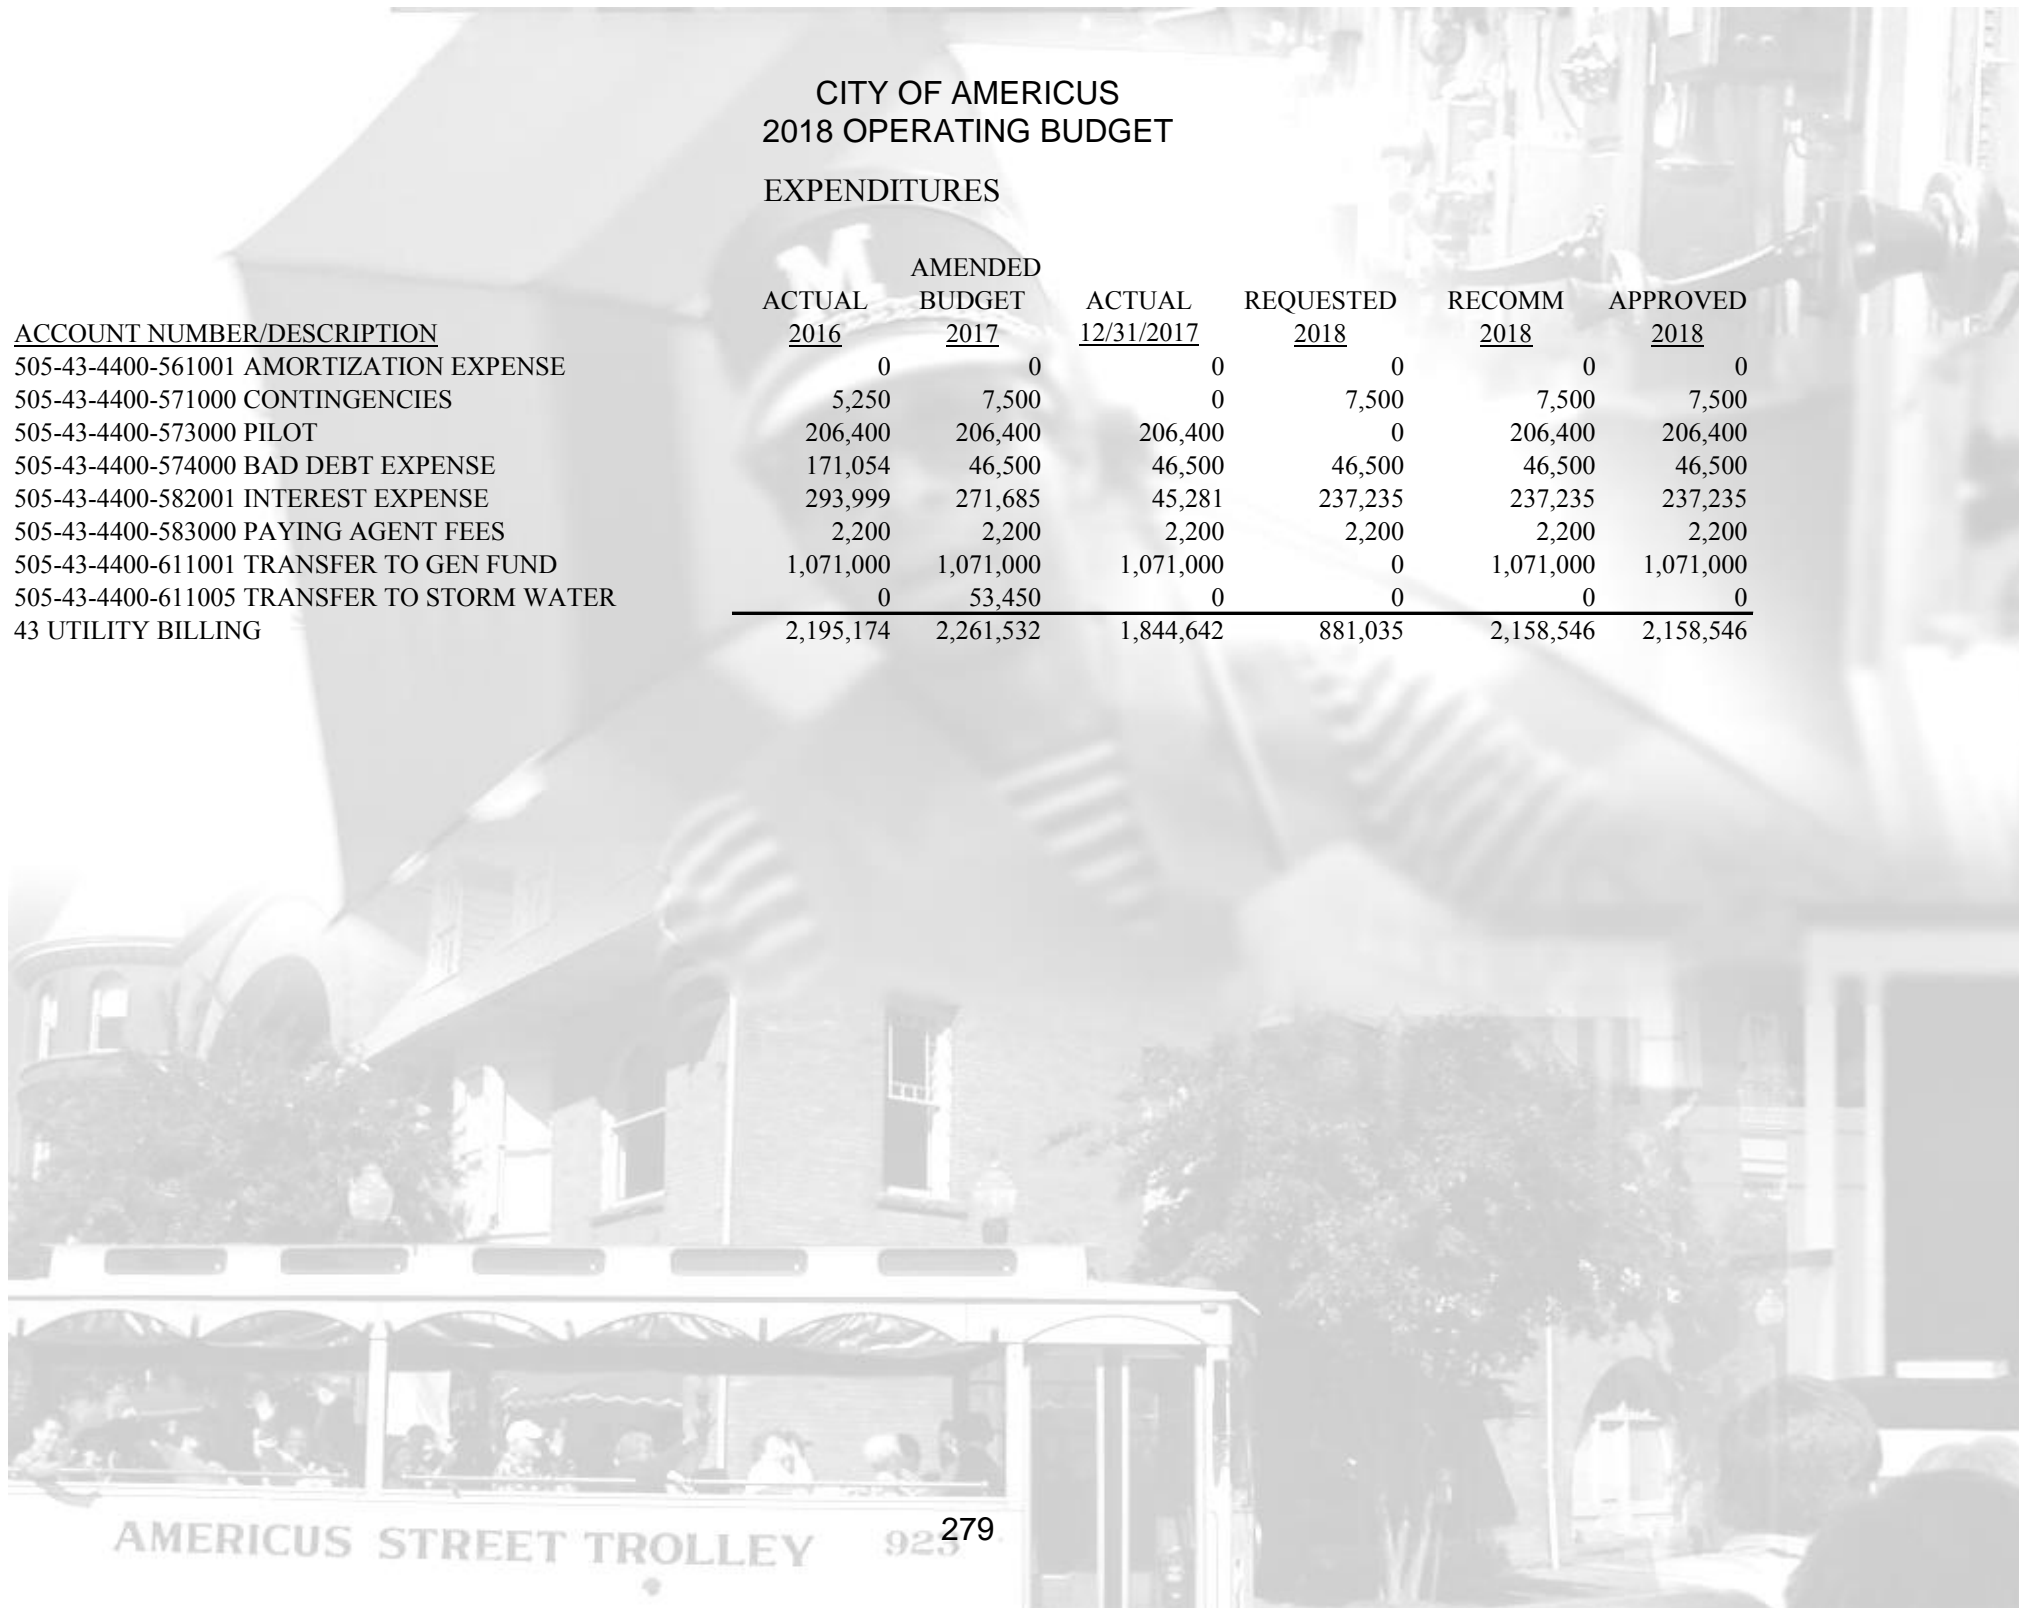 CITY OF AMERICUS
2018 OPERATING BUDGET
EXPENDITURES
AMENDED
ACTUAL BUDGET ACTUAL REQUESTED RECOMM APPROVED
ACCOUNT NUMBER/DESCRIPTION 2016 2017 12/31/2017 2018 2018 2018
505-43-4400-561001 AMORTIZATION EXPENSE 0 0 0 0 0 0
505-43-4400-571000 CONTINGENCIES 5,250 7,500 0 7,500 7,500 7,500
505-43-4400-573000 PILOT 206,400 206,400 206,400 0 206,400 206,400
505-43-4400-574000 BAD DEBT EXPENSE 171,054 46,500 46,500 46,500 46,500 46,500
505-43-4400-582001 INTEREST EXPENSE 293,999 271,685 45,281 237,235 237,235 237,235
505-43-4400-583000 PAYING AGENT FEES 2,200 2,200 2,200 2,200 2,200 2,200
505-43-4400-611001 TRANSFER TO GEN FUND 1,071,000 1,071,000 1,071,000 0 1,071,000 1,071,000
505-43-4400-611005 TRANSFER TO STORM WATER 0 53,450 0 0 0 0
43 UTILITY BILLING 2,195,174 2,261,532 1,844,642 881,035 2,158,546 2,158,546
M
AMERICUS STREET TROLLEY
279